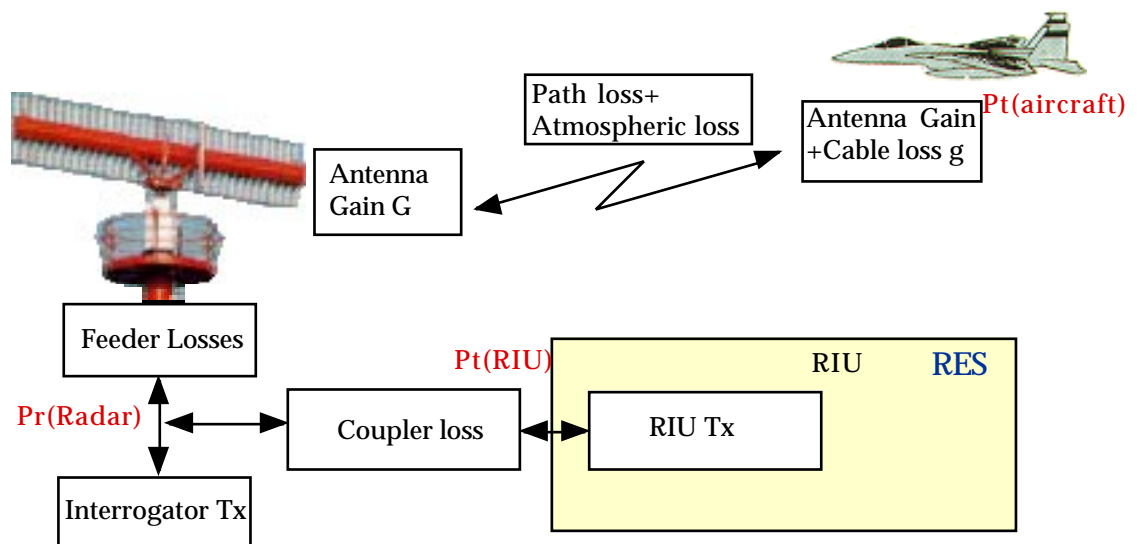 Path loss+
Atmospheric loss
Pt(aircraft)
Antenna Gain
+Cable loss g
Antenna
Gain G
Feeder Losses
Pt(RIU)
RIU
RES
Pr(Radar)
Coupler loss
RIU Tx
Interrogator Tx